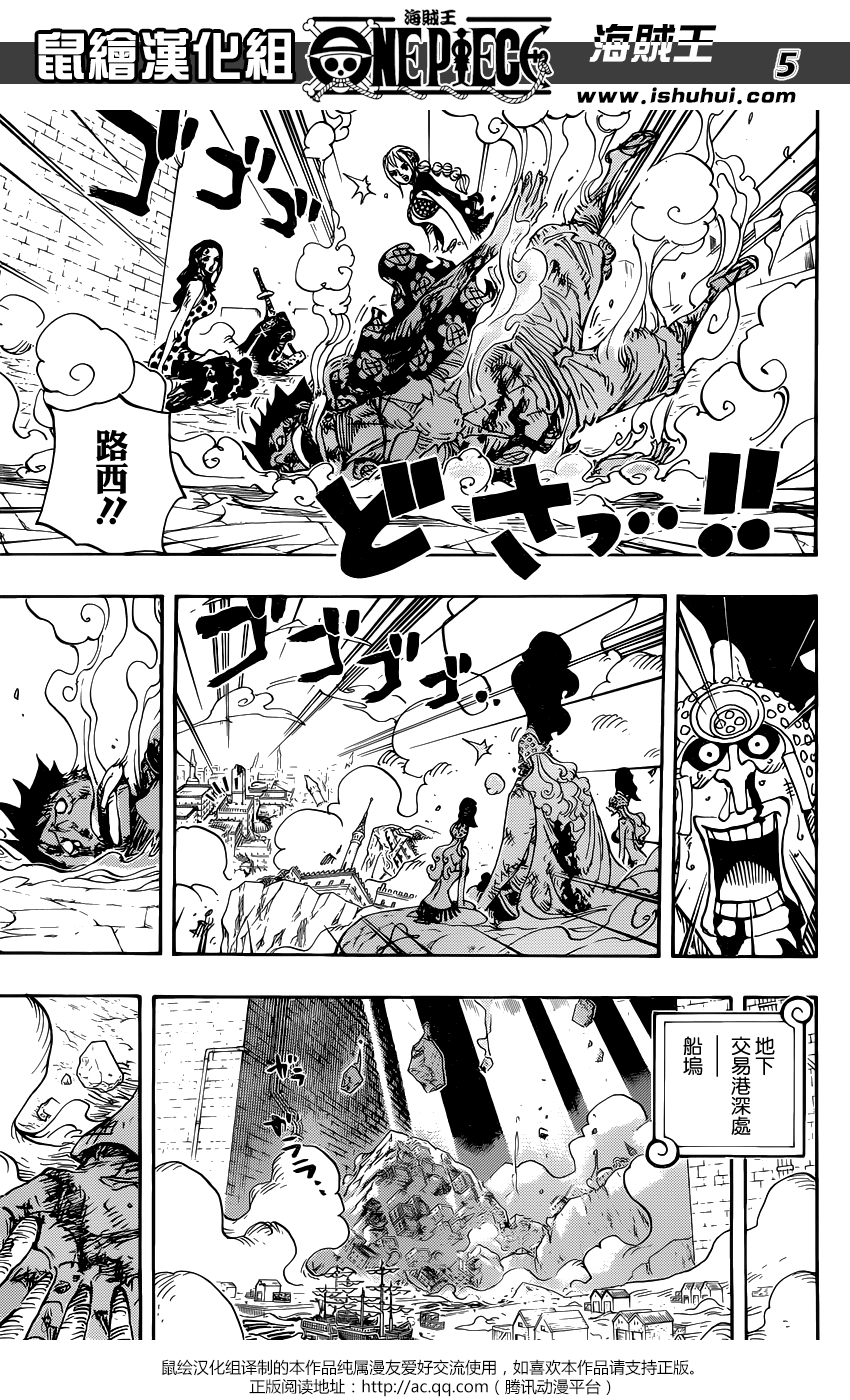 鼠繪漢化組
海賊王
ONE PIECE
海賊王
5
www.ishuhui.com
ゴゴゴ
ゴゴゴ
路西!!
どさっ…!!
ゴゴゴゴ…
地下
交易港深處
—
船塢
ガラ
ガラ
鼠绘汉化组译制的本作品纯属漫友爱好交流使用，如喜欢本作品请支持正版。
正版阅读地址：http://ac.qq.com（腾讯动漫平台）